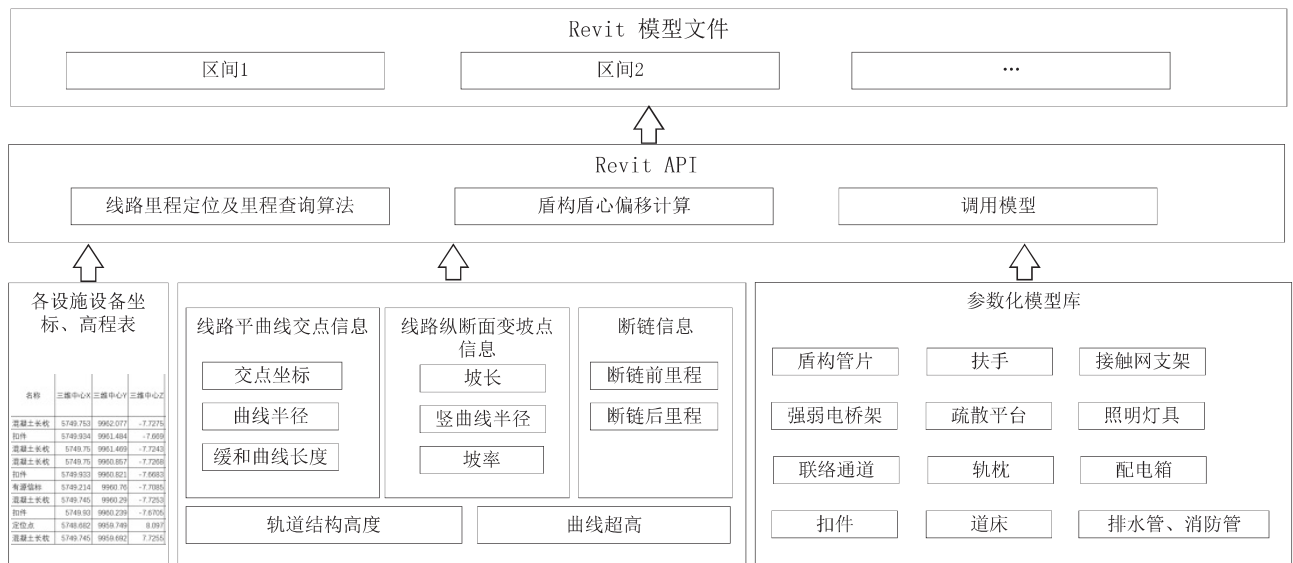 Revit 模型文件
区间1
区间2
…
Revit API
线路里程定位及里程查询算法
盾构盾心偏移计算
调用模型
各设施设备坐
标、高程表
名称 三维中心X 三维中心Y 三维中心Z
混凝土长枕 5749.753 9962.077 -7.7275
扣件 5749.934 9961.484 -7.669
混凝土长枕 5749.75 9961.469 -7.7243
混凝土长枕 5749.75 9960.857 -7.7268
扣件 5749.933 9960.821 -7.6683
有源信标 5749.214 9960.76 -7.7085
混凝土长枕 5749.745 9960.29 -7.7253
扣件 5749.93 9960.239 -7.6705
定位点 5748.682 9959.749 8.097
混凝土长枕 5749.745 9959.692 7.7255
线路平曲线交点信息
交点坐标
曲线半径
缓和曲线长度
线路纵断面变坡点
信息
坡长
竖曲线半径
坡率
断链信息
断链前里程
断链后里程
轨道结构高度
曲线超高
参数化模型库
盾构管片
扶手
接触网支架
强弱电桥架
疏散平台
照明灯具
联络通道
轨枕
配电箱
扣件
道床
排水管、消防管